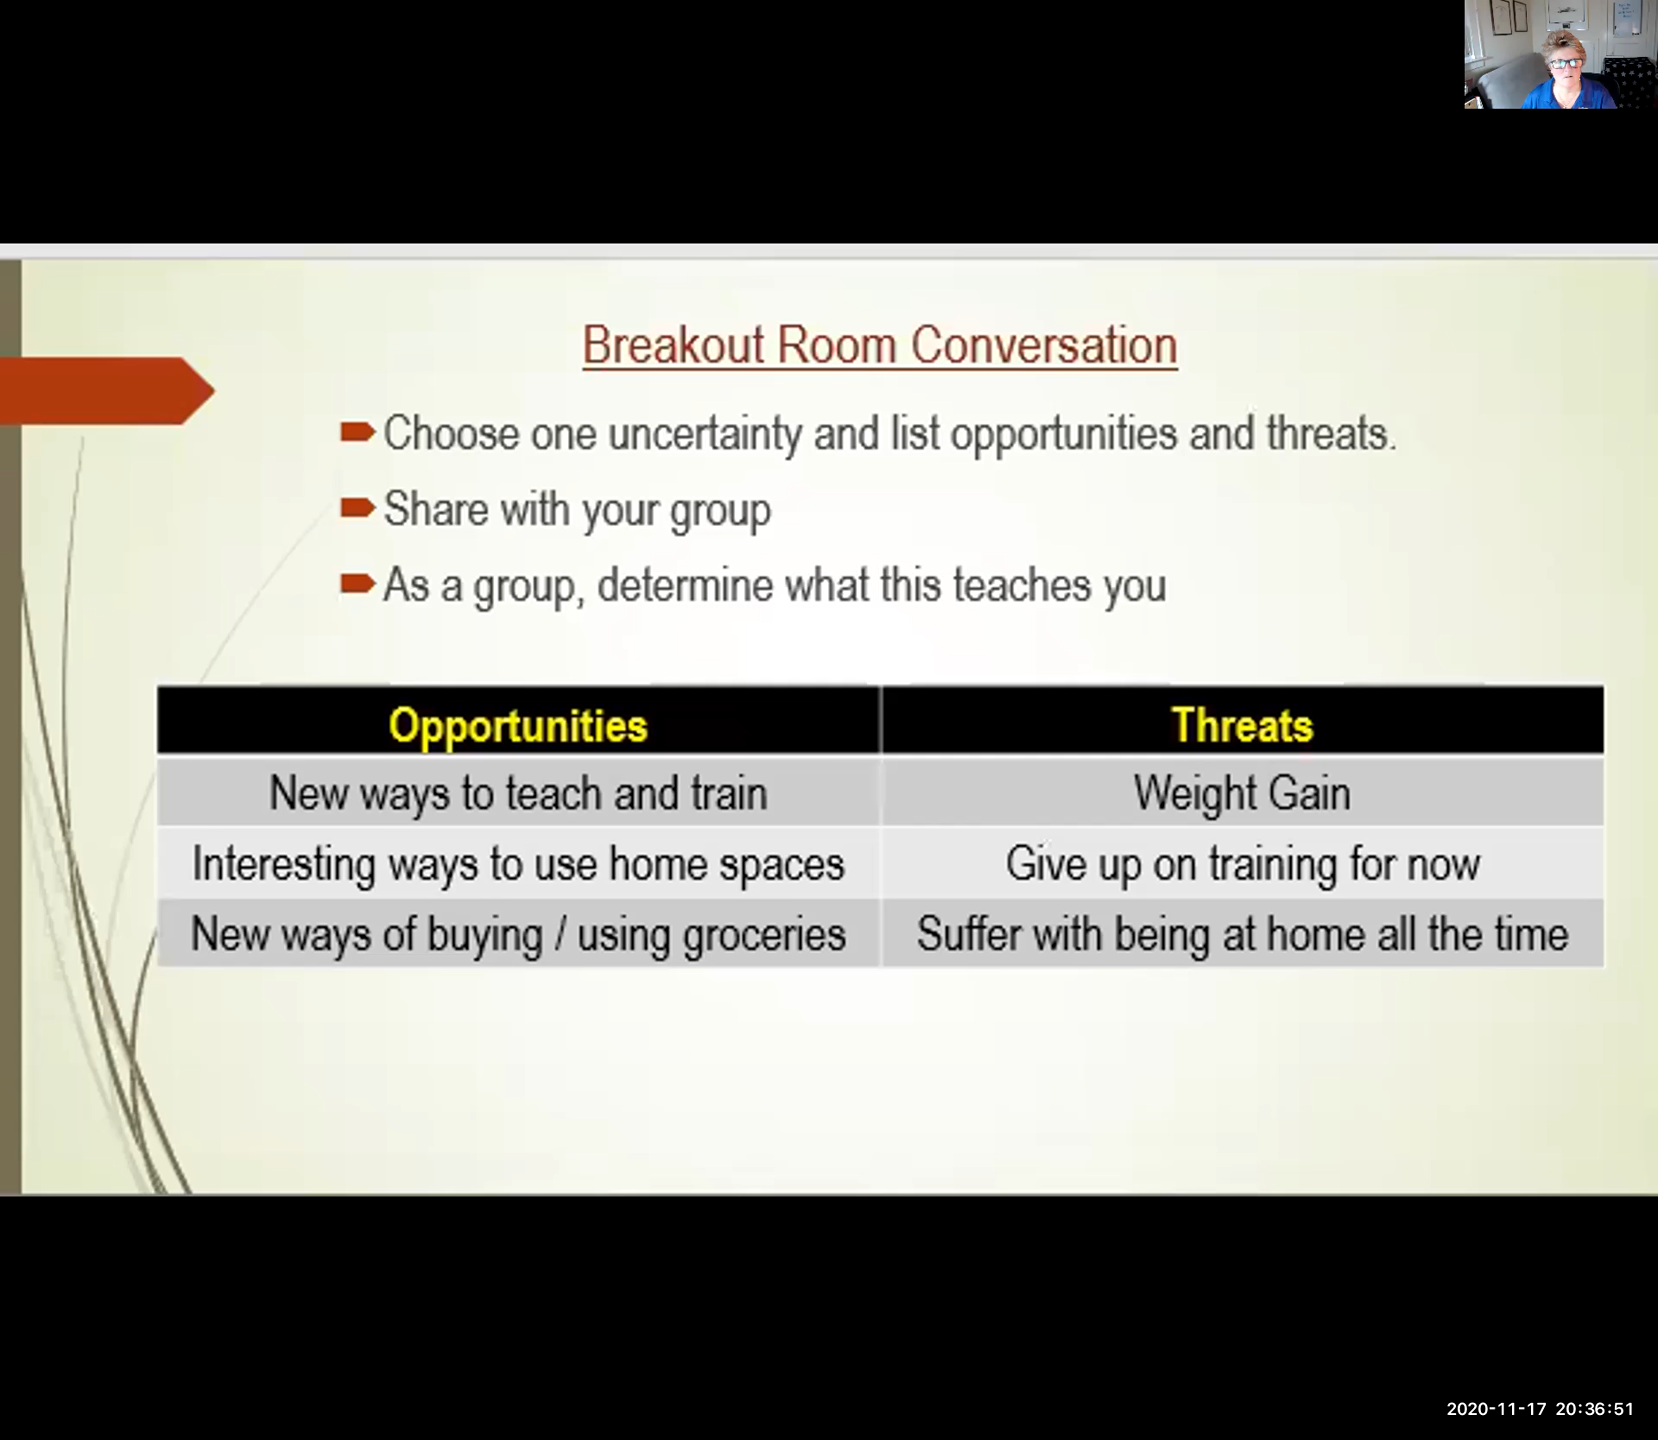 Breakout Room Conversation
Choose one uncertainty and list opportunities and threats.
Share with your group
As a group, determine what this teaches you
Opportunities Threats
New ways to teach and train Weight Gain
Interesting ways to use home spaces Give up on training for now
New ways of buying / using groceries Suffer with being at home all the time
2020-11-17 20:36:51